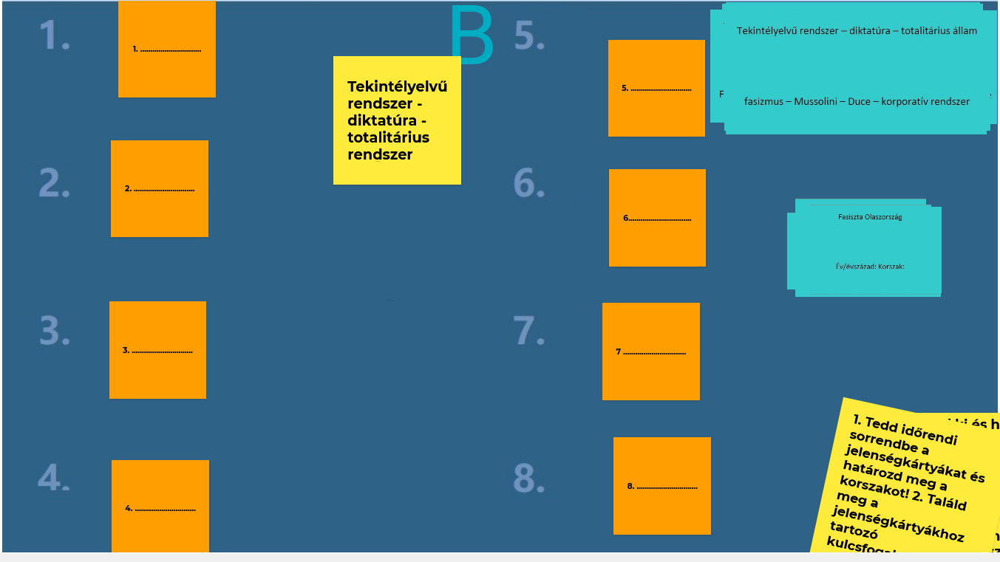 1.
1. ................................
B
Tekintélyelvű
rendszer -
diktatúra -
totalitárius
rendszer
2.
2. ...............................
3.
3. ...............................
4.
4. ...............................
5.
5. ...............................
Tekintélyelvű rendszer – diktatúra – totalitárius állam
F
fasizmus – Mussolini – Duce – korporatív rendszer
6.
6................................
Fasiszta Olaszország
Év/évszázad: Korszak:
7.
7 ................................
8.
8. ...............................
1. Tedd időrendi
sorrendbe a
jelenségkártyákat és
határozd meg a
korszakot! 2. Találd
meg a
jelenségkártyákhoz
tartozó
és h